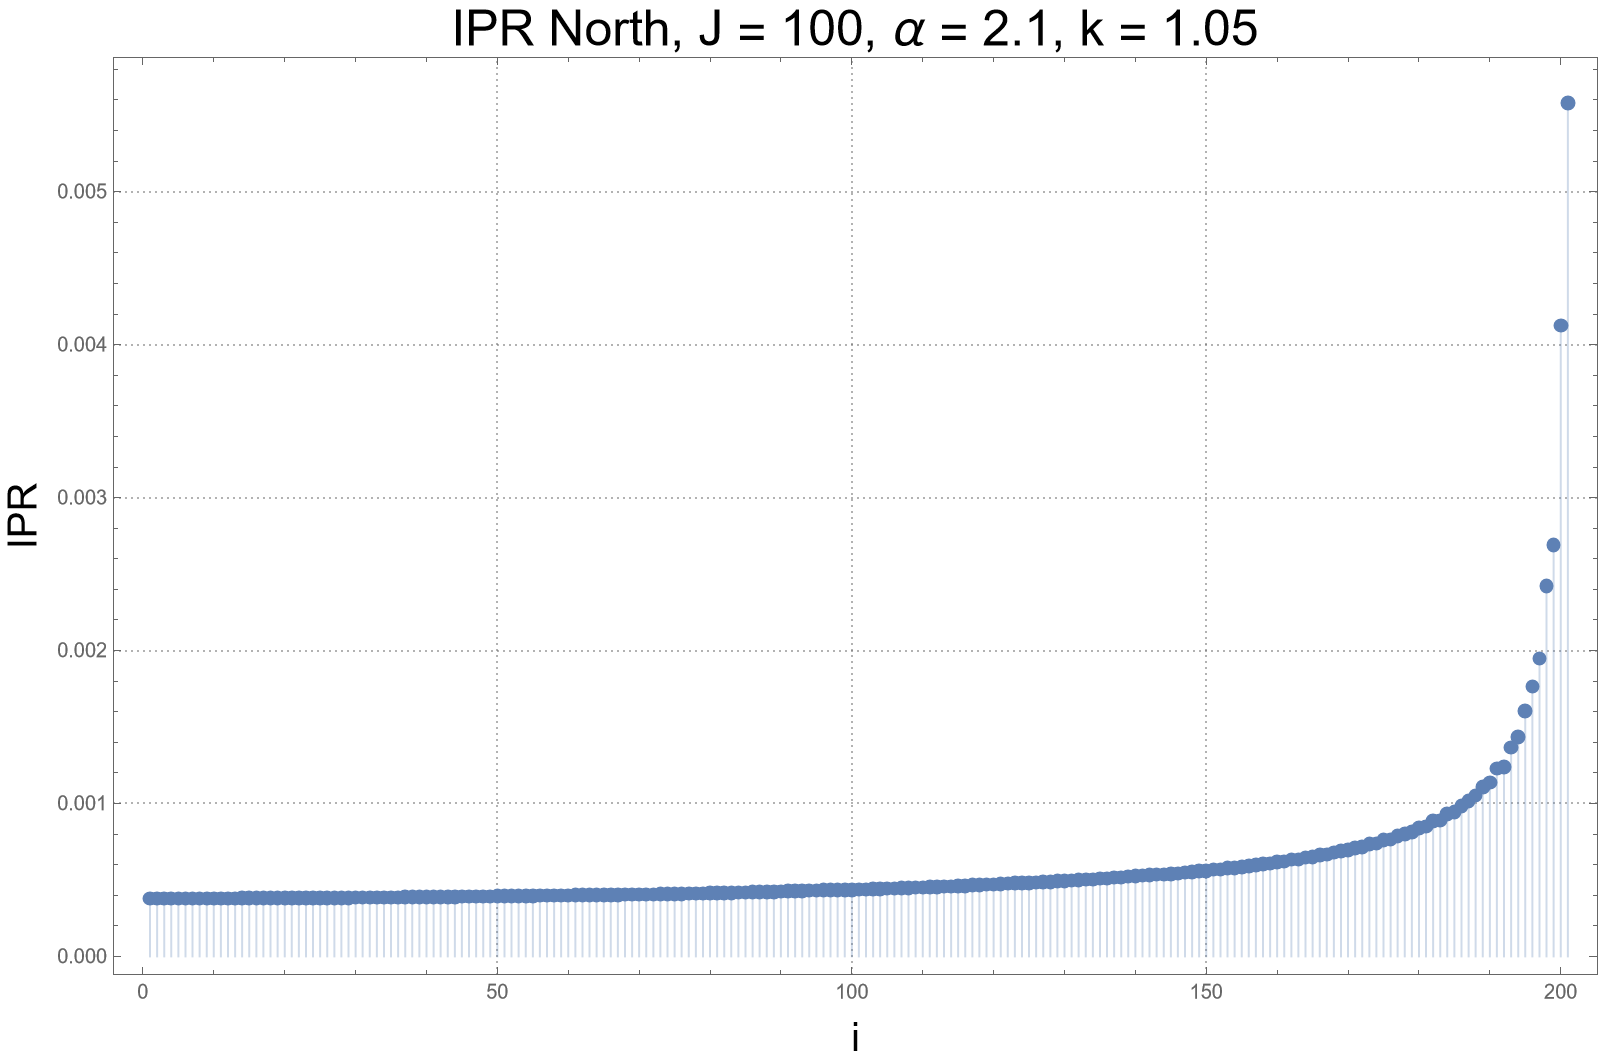 IPR North, J = 100, α = 2.1, k = 1.05
0.005
0.004
0.003
IPR
0.002
0.001
0.000
0 50 100 150 200
i